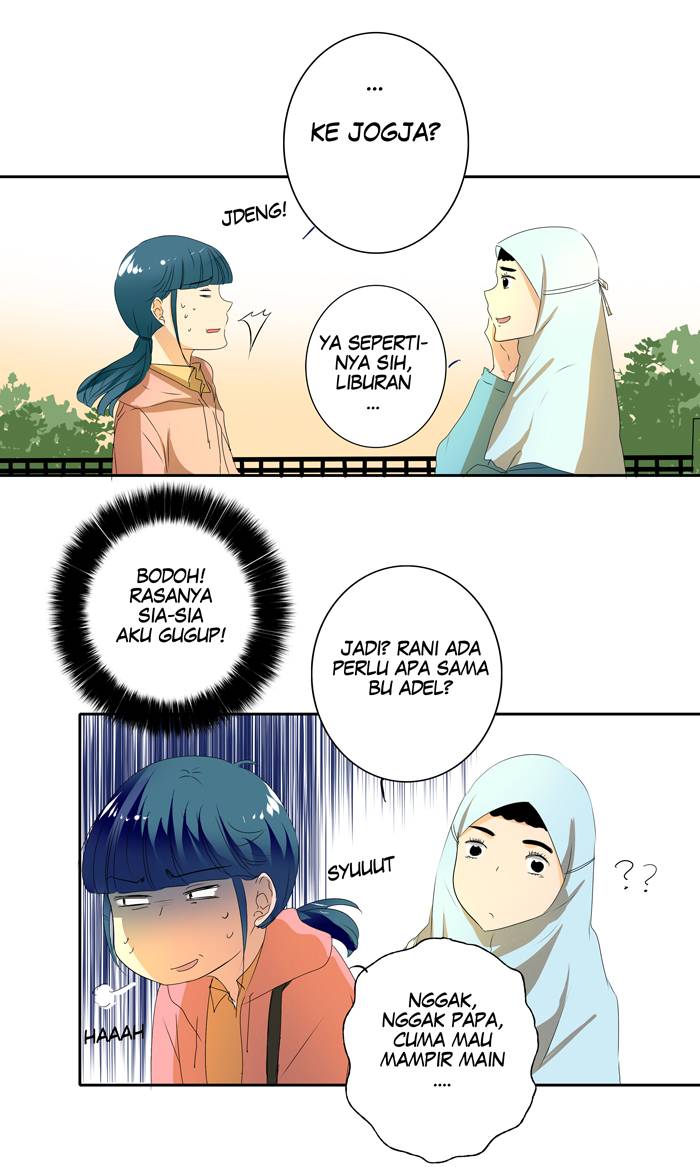 ...
KE JOGJA?
JDENG!
YA SEPERTI-
NYA SIH,
LIBURAN
...
BODOH!
RASANYA
SIA-SIA
AKU GUGUP!
JADI? RANI ADA
PERLU APA SAMA
BU ADEL?
SYUUUT
??
HAAAH
NGGAK,
NGGAK PAPA,
CUMA MAU
MAMPIR MAIN
....